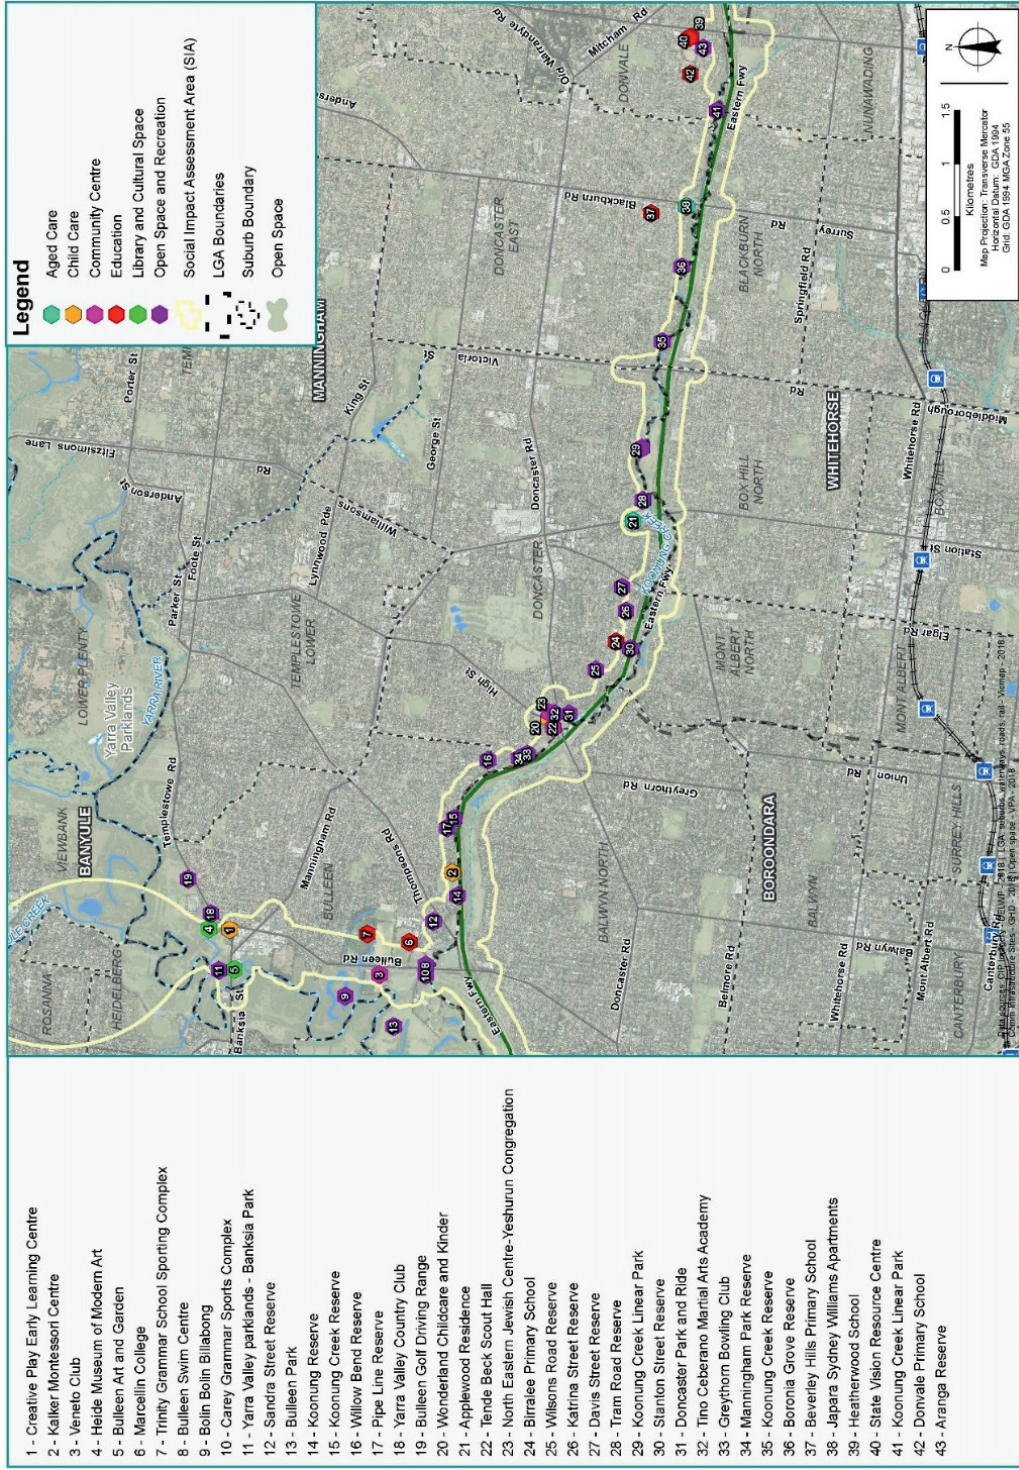 Legend
Aged Care
Child Care
Community Centre
Education
Library and Cultural Space
Open Space and Recreation
Social Impact Assessment Area (SIA)
LGA Boundaries
Suburb Boundary
Open Space
1 - Creative Play Early Learning Centre
2 - Kalker Montessori Centre
3 - Veneto Club
4 - Heide Museum of Modern Art
5 - Bulleen Art and Garden
6 - Marcellin College
7 - Trinity Grammar School Sporting Complex
8 - Bulleen Swim Centre
9 - Bolin Bolin Billabong
10 - Carey Grammar Sports Complex
11 - Yarra Valley parklands - Banksia Park
12 - Sandra Street Reserve
13 - Bulleen Park
14 - Koonung Reserve
15 - Koonung Creek Reserve
16 - Willow Bend Reserve
17 - Pipe Line Reserve
18 - Yarra Valley Country Club
19 - Bulleen Golf Driving Range
20 - Wonderland Childcare and Kinder
21 - Applewood Residence
22 - Tende Beck Scout Hall
23 - North Eastern Jewish Centre-Yeshurun Congregation
24 - Birralee Primary School
25 - Wilsons Road Reserve
26 - Katrina Street Reserve
27 - Davis Street Reserve
28 - Tram Road Reserve
29 - Koonung Creek Linear Park
30 - Stanton Street Reserve
31 - Doncaster Park and Ride
32 - Tino Ceberano Martial Arts Academy
33 - Greythorn Bowling Club
34 - Manningham Park Reserve
35 - Koonung Creek Reserve
36 - Boronia Grove Reserve
37 - Beverley Hills Primary School
38 - Japara Sydney Williams Apartments
39 - Heatherwood School
40 - State Vision Resource Centre
41 - Koonung Creek Linear Park
42 - Donvale Primary School
43 - Aranga Reserve
ROSANNA
VIEWBANK
LOWER PLENTY
Yarra Valley
Parklands
YARRA RIVER
HEIDELBERG
BANYULE
Templestowe Rd
Parker St
Foote St
Anderson St
Fitzsimons Lane
Porter St
Banksia St
Manningham Rd
BULLEEN
Thompsons Rd
Bulleen Rd
TEMPLESTOWE
LOWER
Lynnwood Pde
Williamsons
Rd
King St
George St
MANNINGHAM
High St
DONCASTER
Doncaster Rd
Victoria
St
DONCASTER
EAST
Blackburn Rd
Old Warrandyte Rd
Mitcham Rd
DONVALE
Eastern Fwy
Eastern Fwy
Eastern Fwy
BALWYN NORTH
Doncaster Rd
Greythorn Rd
Belmore Rd
BOROONDARA
BALWYN
Whitehorse Rd
Balwyn Rd
Mont Albert Rd
CANTERBURY
Canterbury Rd
SURREY HILLS
Union
Rd
MONT ALBERT
MONT
ALBERT
NORTH
Elgar Rd
Station St
BOX HILL
BOX HILL
NORTH
WHITEHORSE
Whitehorse Rd
Middleborough
Rd
BLACKBURN
NORTH
Springfield Rd
Surrey
Rd
NUNAWADING
N
0
0.5
1
1.5
Kilometres
Map Projection: Transverse Mercator
Horizontal Datum: GDA 1994
Grid: GDA 1994 MGA Zone 55